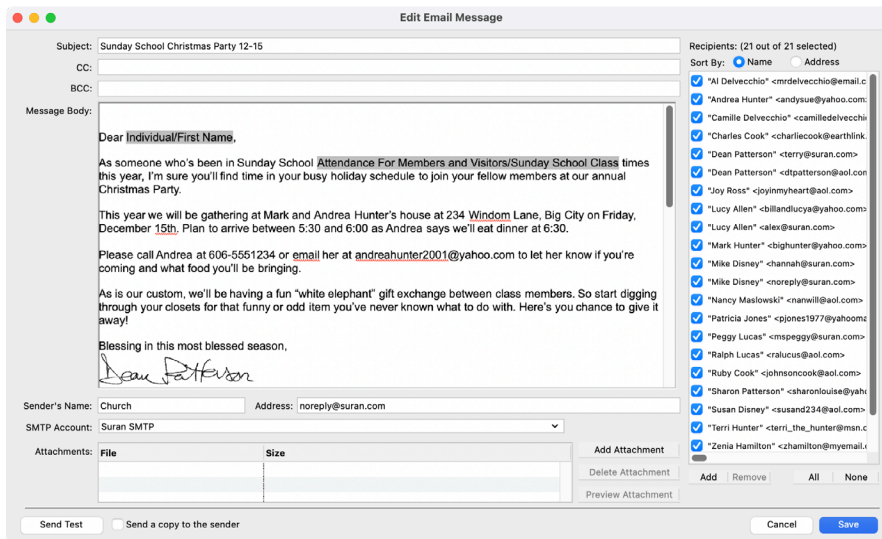 Edit Email Message
Subject: Sunday School Christmas Party 12-15
CC:
BCC:
Message Body:
Dear Individual/First Name,
As someone who's been in Sunday School Attendance For Members and Visitors/Sunday School Class times
this year, I'm sure you'll find time in your busy holiday schedule to join your fellow members at our annual
Christmas Party.
This year we will be gathering at Mark and Andrea Hunter's house at 234 Windom Lane, Big City on Friday,
December 15th. Plan to arrive between 5:30 and 6:00 as Andrea says we'll eat dinner at 6:30.
Please call Andrea at 606-5551234 or email her at andreahunter2001@yahoo.com to let her know if you're
coming and what food you'll be bringing.
As is our custom, we'll be having a fun "white elephant" gift exchange between class members. So start digging
through your closets for that funny or odd item you've never known what to do with. Here's you chance to give it
away!
Blessing in this most blessed season,
Dean Patterson
Sender's Name: Church Address: noreply@suran.com
SMTP Account: Suran SMTP
Attachments: File Size
Add Attachment
Delete Attachment
Preview Attachment
Recipients: (21 out of 21 selected)
Sort By: Name Address
"Al Delvecchio" <mrdelvecchio@email.c
"Andrea Hunter" <andysue@yahoo.com>
"Camille Delvecchio" <camilledelvecchi
"Charles Cook" <charliecook@earthlink.
"Dean Patterson" <terry@suran.com>
"Dean Patterson" <dtpatterson@aol.con
"Joy Ross" <joyinmyheart@aol.com>
"Lucy Allen" <billandlucya@yahoo.com>
"Lucy Allen" <alex@suran.com>
"Mark Hunter" <bighunter@yahoo.com>
"Mike Disney" <hannah@suran.com>
"Mike Disney" <noreply@suran.com>
"Nancy Maslowski" <nanwill@aol.com>
"Patricia Jones" <pjones1977@yahooma
"Peggy Lucas" <mspeggy@suran.com>
"Ralph Lucas" <ralucus@aol.com>
"Ruby Cook" <johnsoncook@aol.com>
"Sharon Patterson" <sharonlouise@yaho
"Susan Disney" <susand234@aol.com>
"Terri Hunter" <terri_the_hunter@msn.c
"Zenia Hamilton" <zhamilton@myemail.
Add Remove All None
Send Test Send a copy to the sender Cancel Save